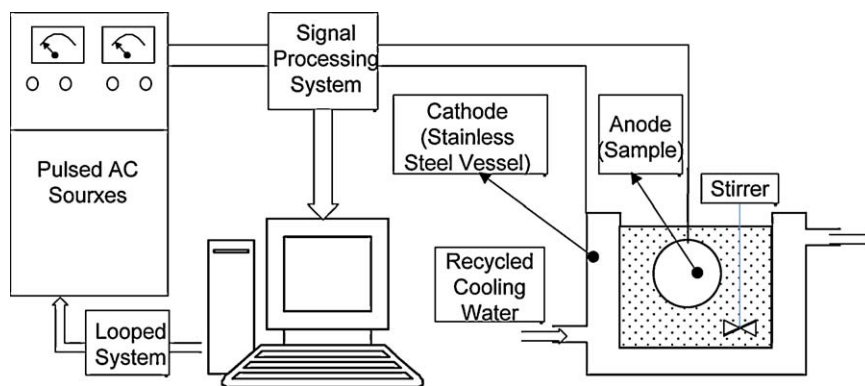 Signal
Processing
System
Pulsed AC
Sourxes
Cathode
(Stainless
Steel Vessel)
Anode
(Sample)
Stirrer
Recycled
Cooling
Water
Looped
System